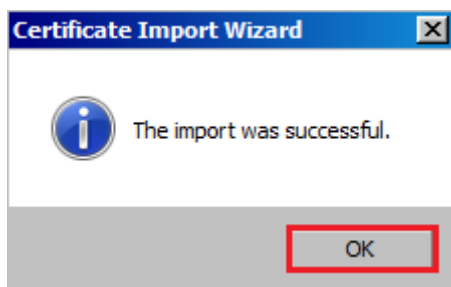 Certificate Import Wizard
The import was successful.
OK